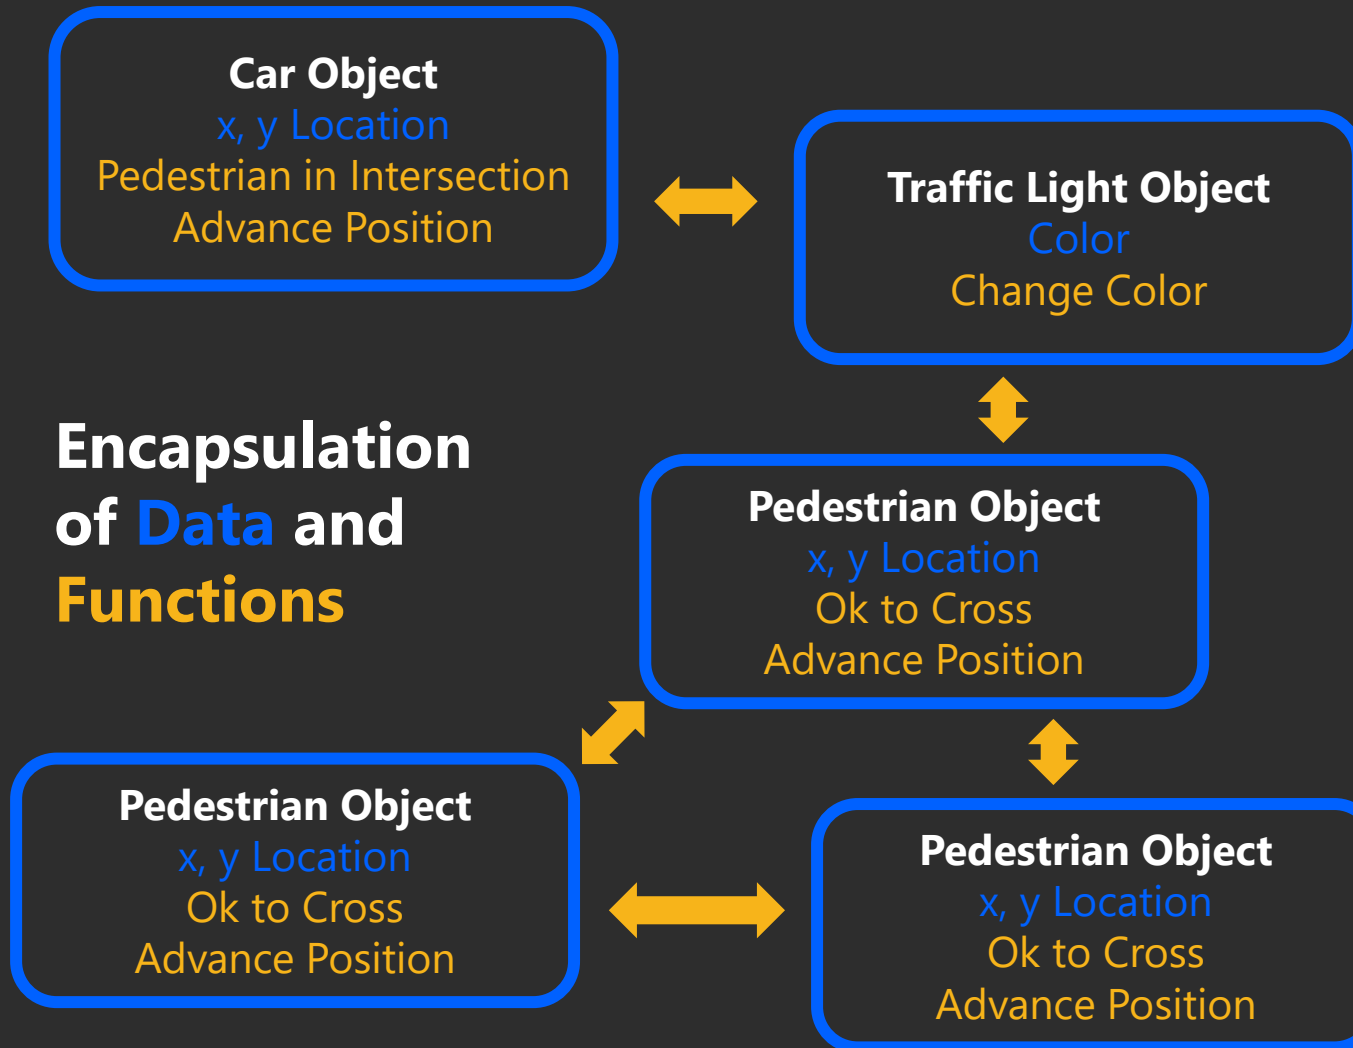 Car Object
x, y Location
Pedestrian in Intersection
Advance Position
Traffic Light Object
Color
Change Color
Encapsulation
of Data and
Functions
Pedestrian Object
x, y Location
Ok to Cross
Advance Position
Pedestrian Object
x, y Location
Ok to Cross
Advance Position
Pedestrian Object
x, y Location
Ok to Cross
Advance Position